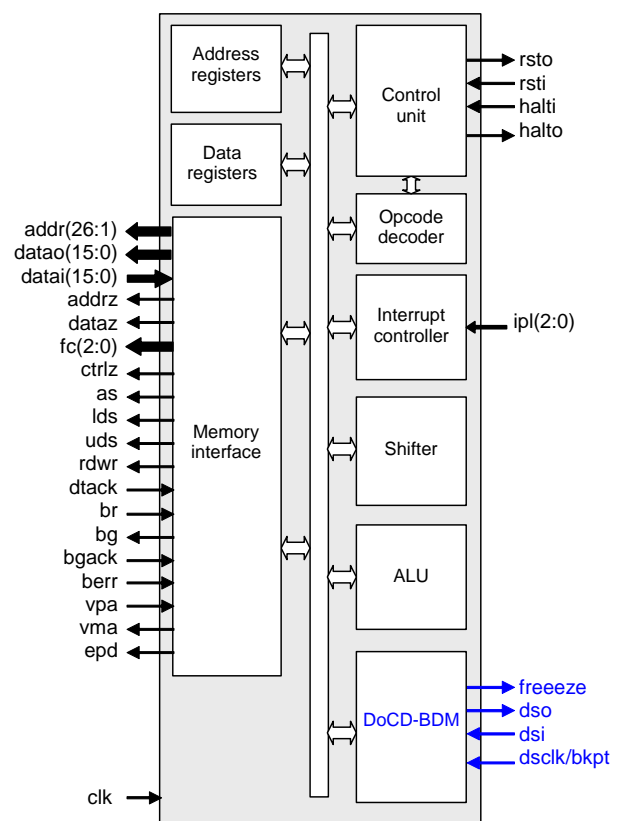 Address
registers
Data
registers
addr(26:1)
datao(15:0)
datai(15:0)
addrz
dataz
fc(2:0)
ctrlz
as
lds
uds
rdwr
dtack
br
bg
bgack
berr
vpa
vma
epd
clk
Memory
interface
Control
unit
rsto
rsti
halti
halto
Opcode
decoder
Interrupt
controller
ipl(2:0)
Shifter
ALU
DoCD-BDM
freeeze
dso
dsi
dsclk/bkpt